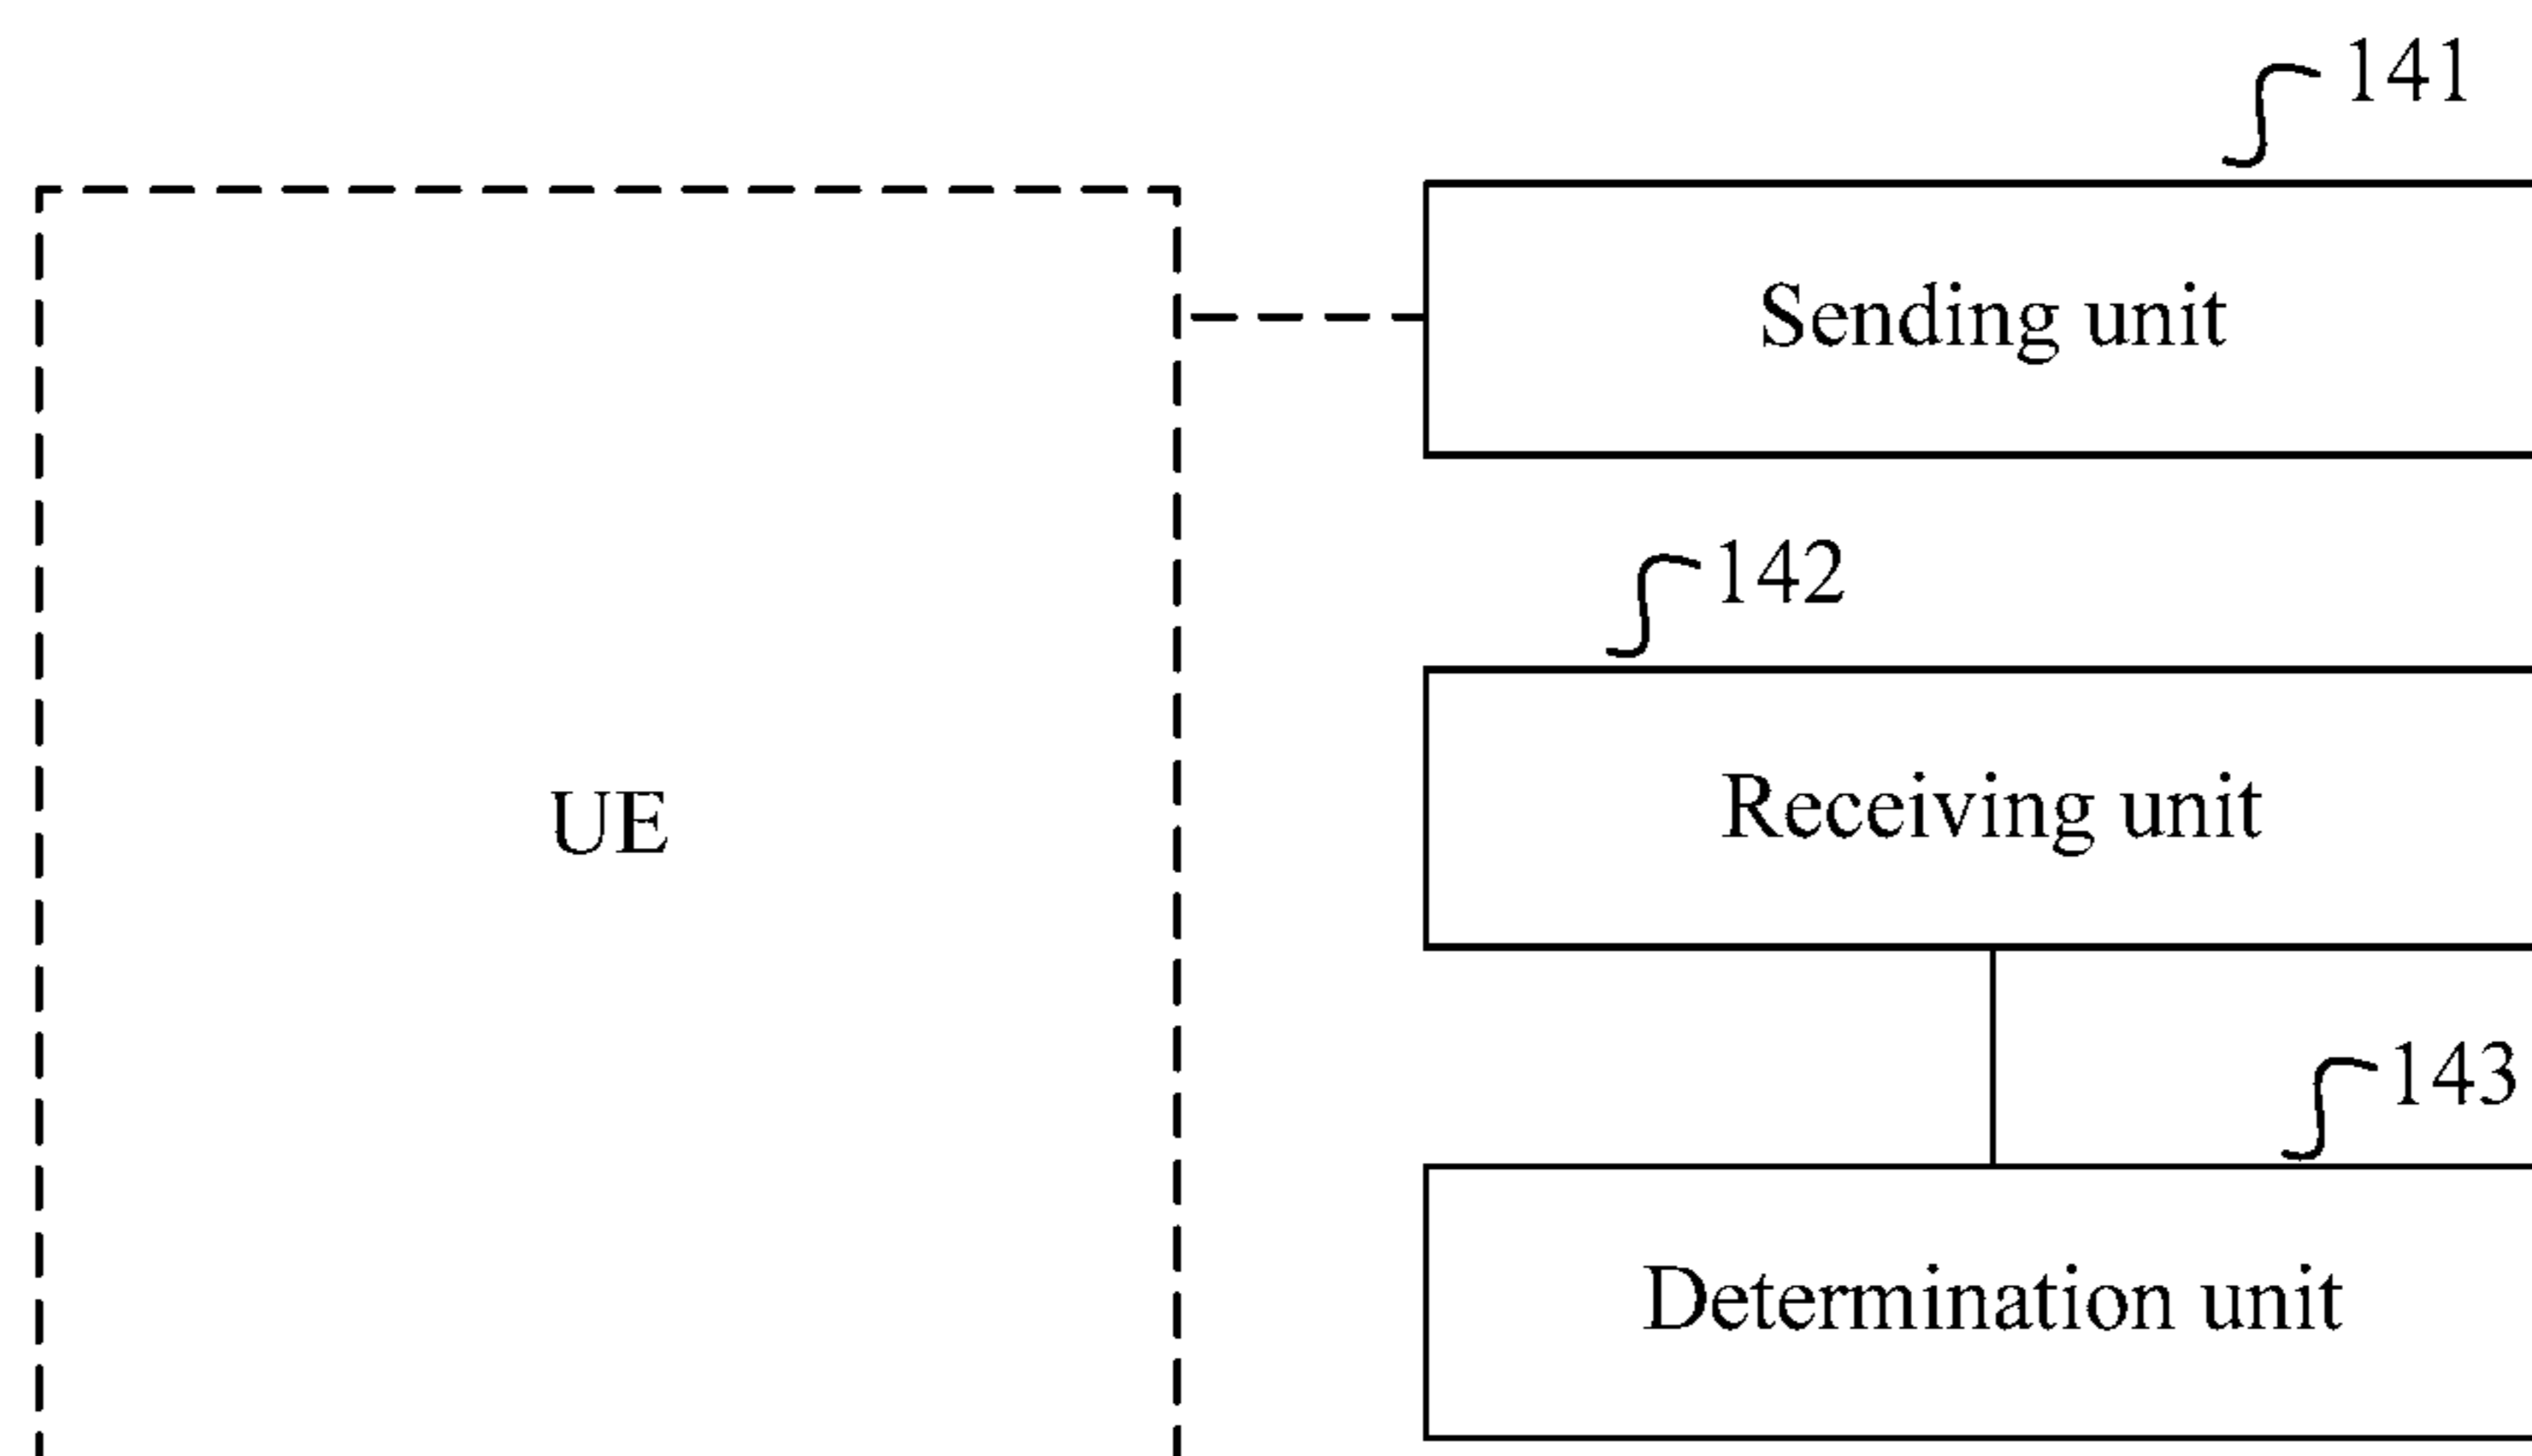 141
Sending unit
142
Receiving unit
UE
143
Determination unit